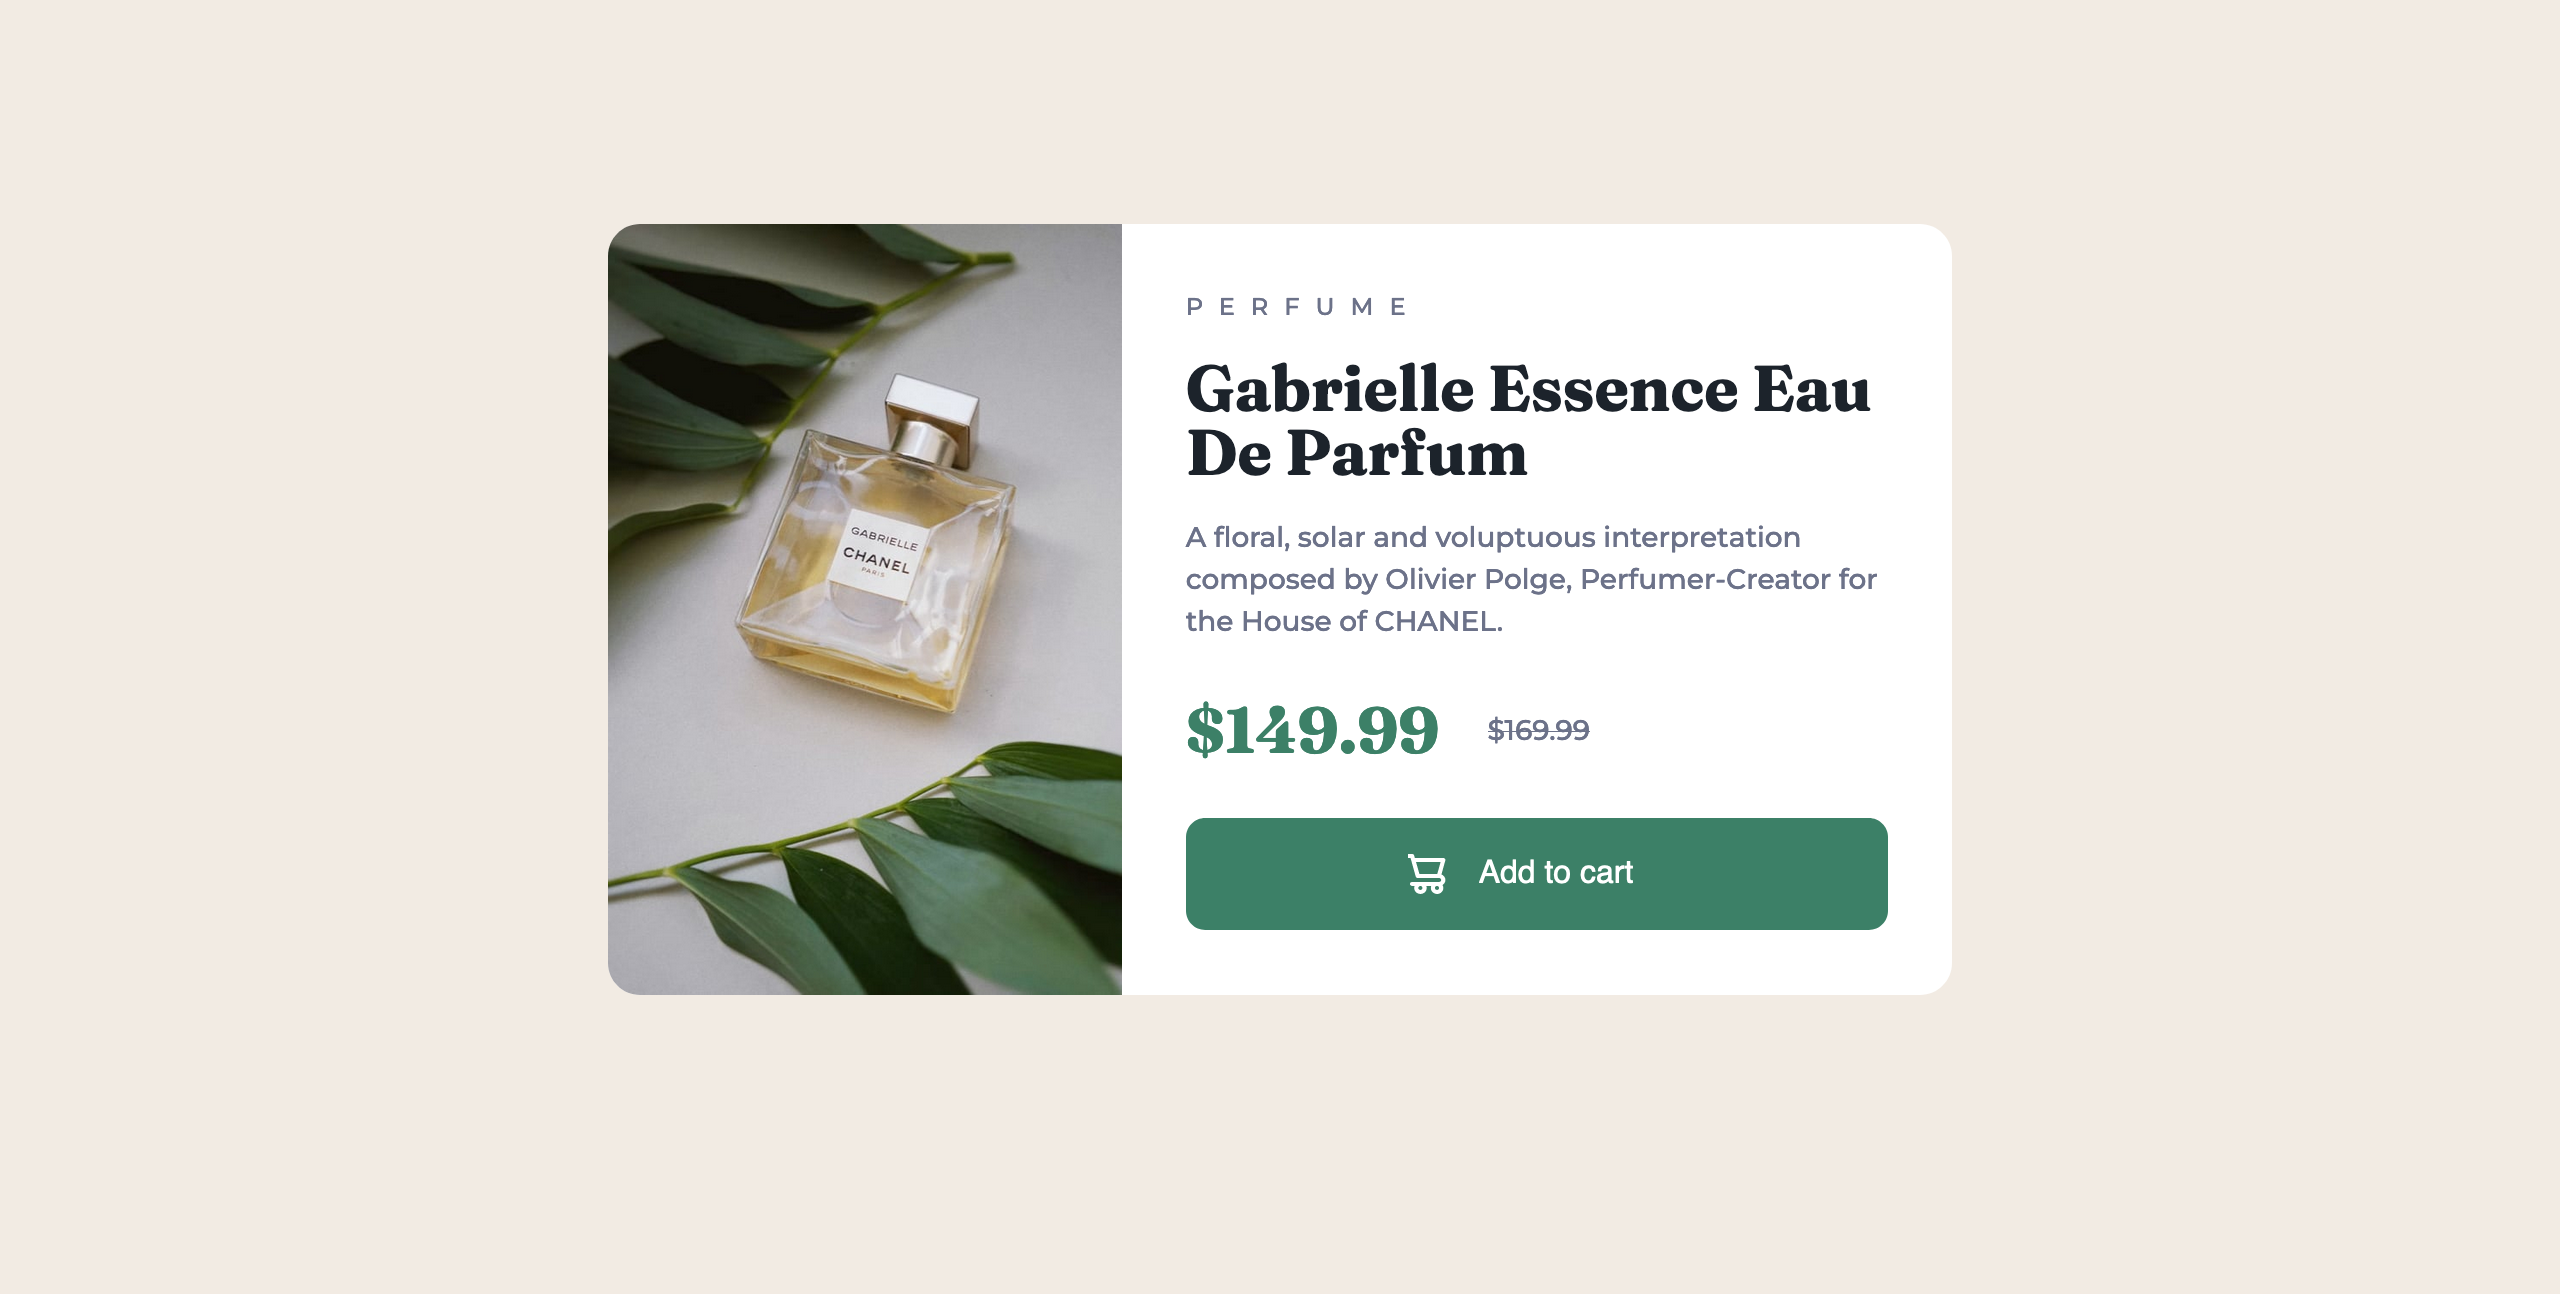 GABRIELLE
CHANEL
PARIS
PERFUME
Gabrielle Essence Eau
De Parfum
A floral, solar and voluptuous interpretation
composed by Olivier Polge, Perfumer-Creator for
the House of CHANEL.
$149.99 $169.99
Add to cart